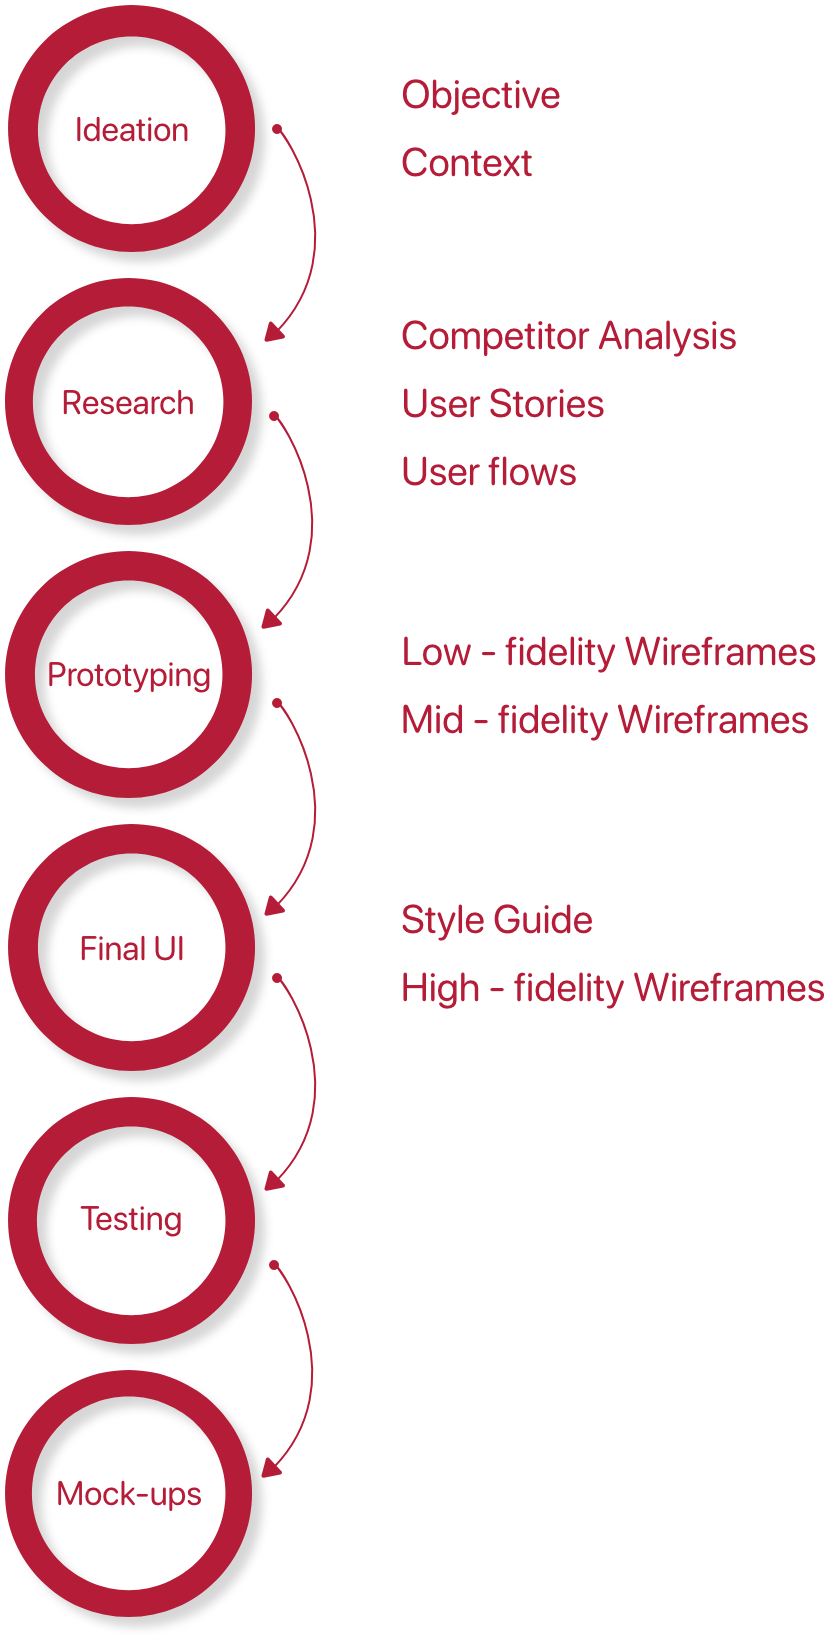 Ideation
Objective
Context
Research
Competitor Analysis
User Stories
User flows
Prototyping
Low - fidelity Wireframes
Mid - fidelity Wireframes
Final UI
Style Guide
High - fidelity Wireframes
Testing
Mock-ups